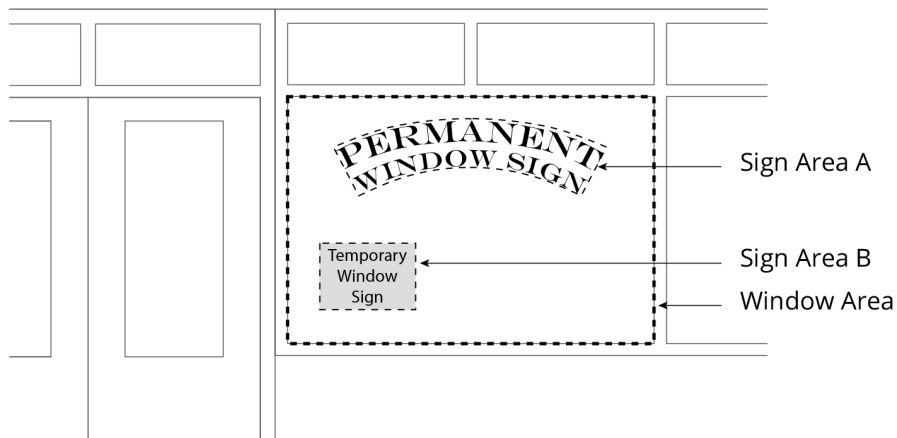 PERMANENT
WINDOW SIGN
Sign Area A
Temporary
Window
Sign
Sign Area B
Window Area